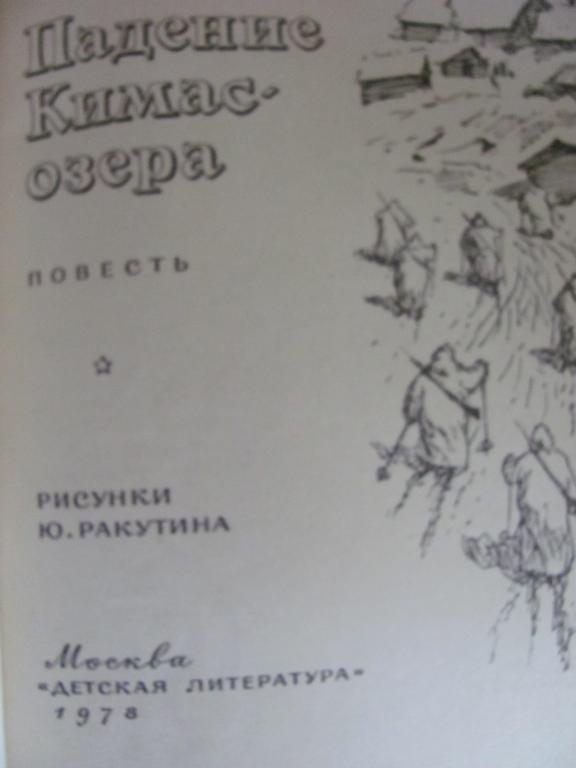 Падение
Кимас-
озера
ПОВЕСТЬ
РИСУНКИ
Ю. РАКУТИНА
Москва
"ДЕТСКАЯ ЛИТЕРАТУРА"
1978